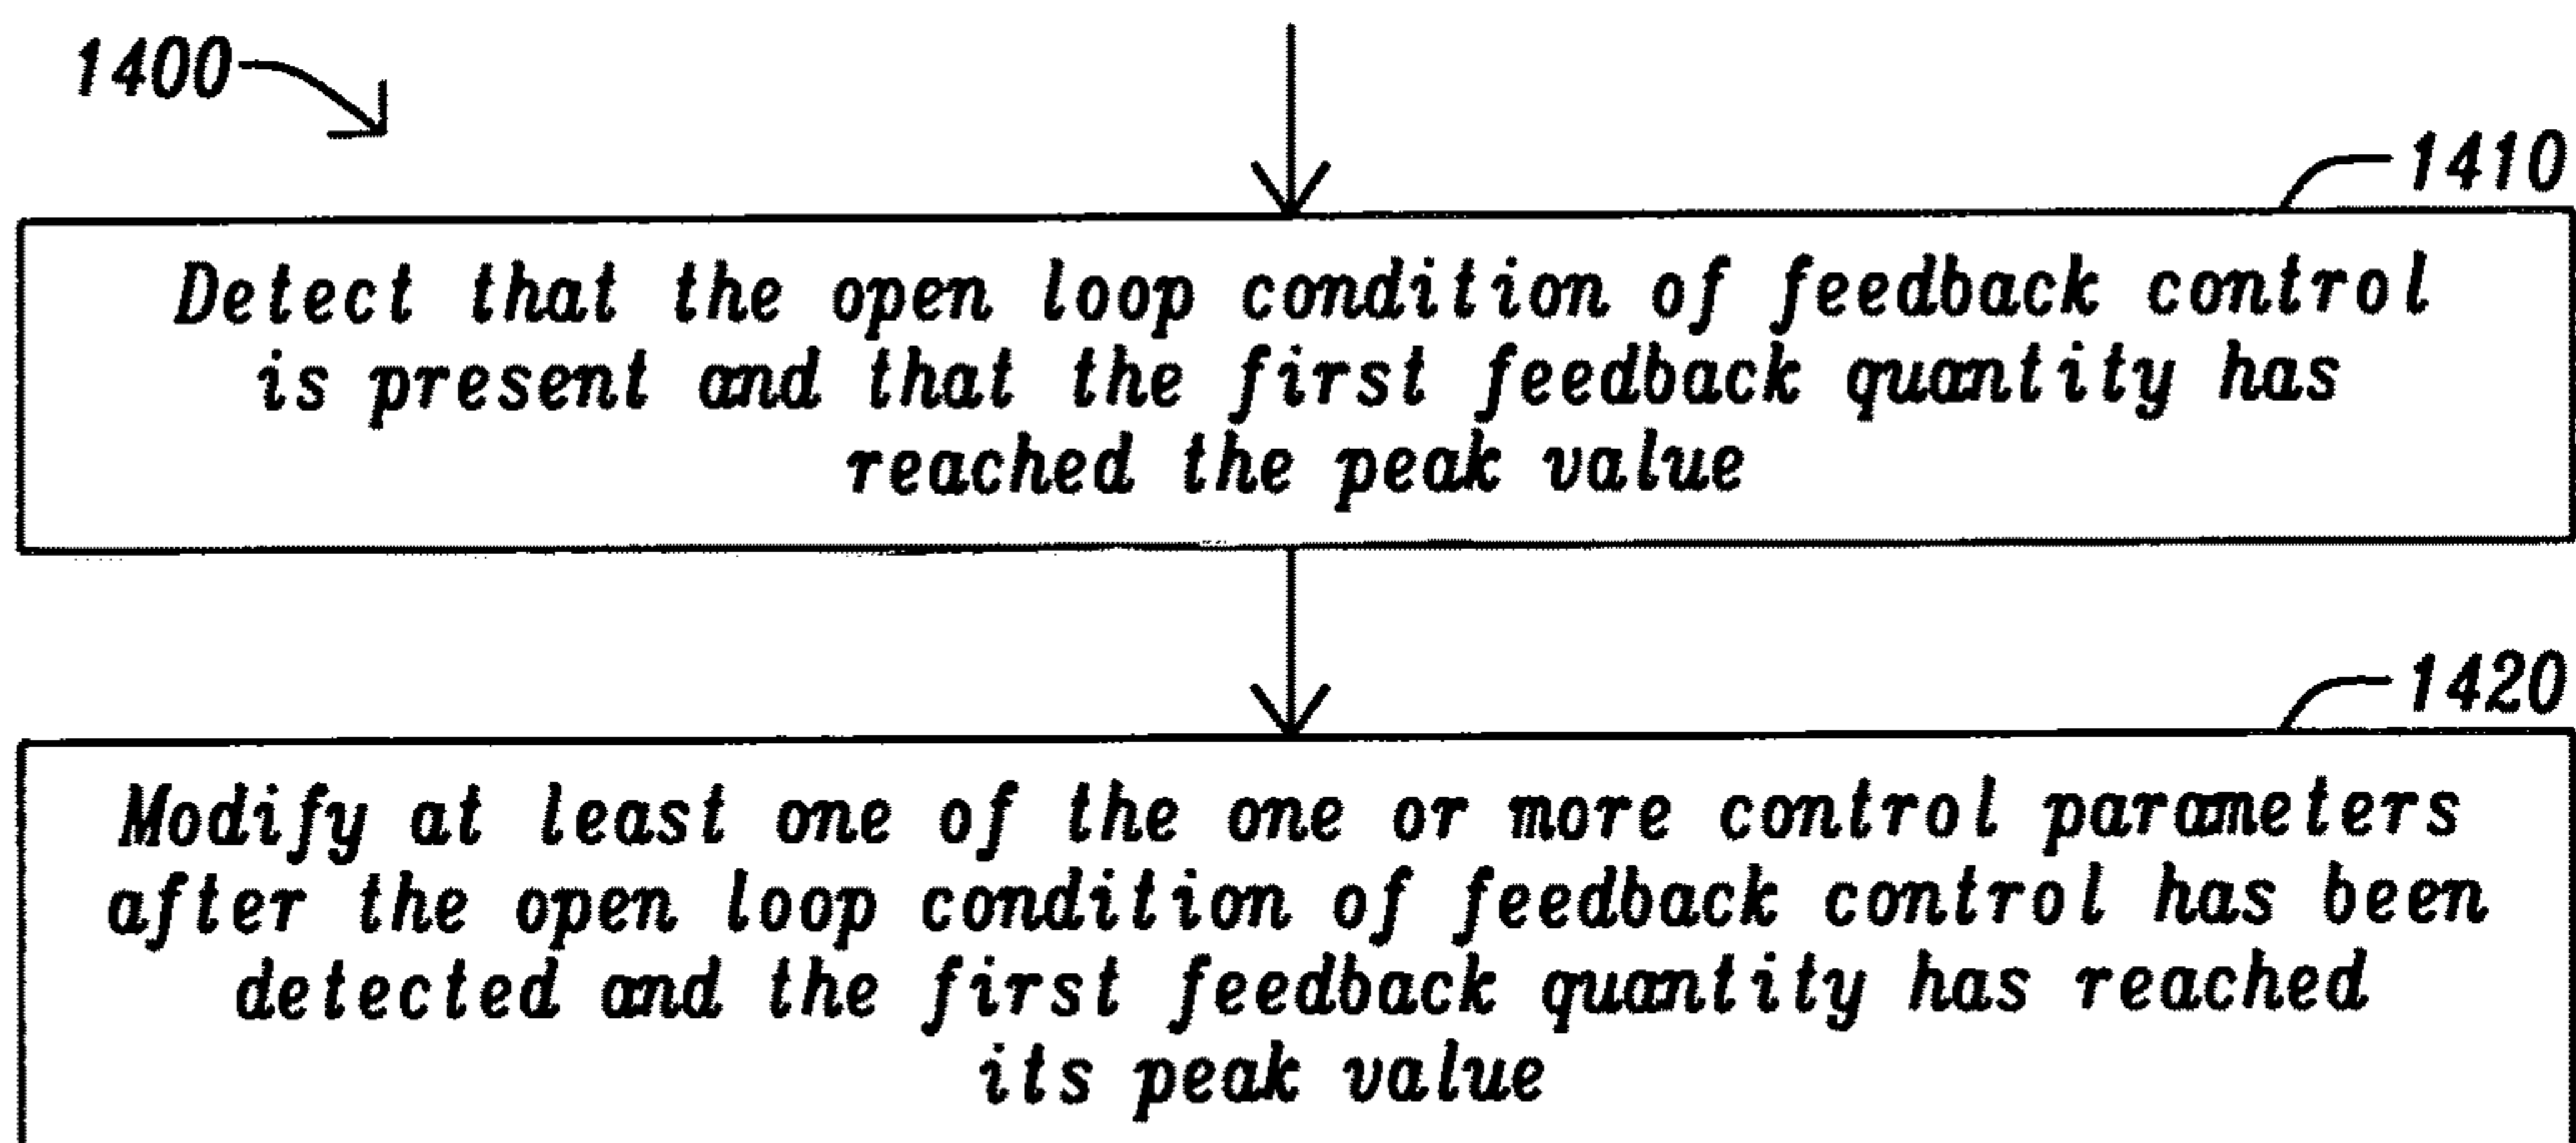 1400
1410
Detect that the open loop condition of feedback control
is present and that the first feedback quantity has
reached the peak value
1420
Modify at least one of the one or more control parameters
after the open loop condition of feedback control has been
detected and the first feedback quantity has reached
its peak value